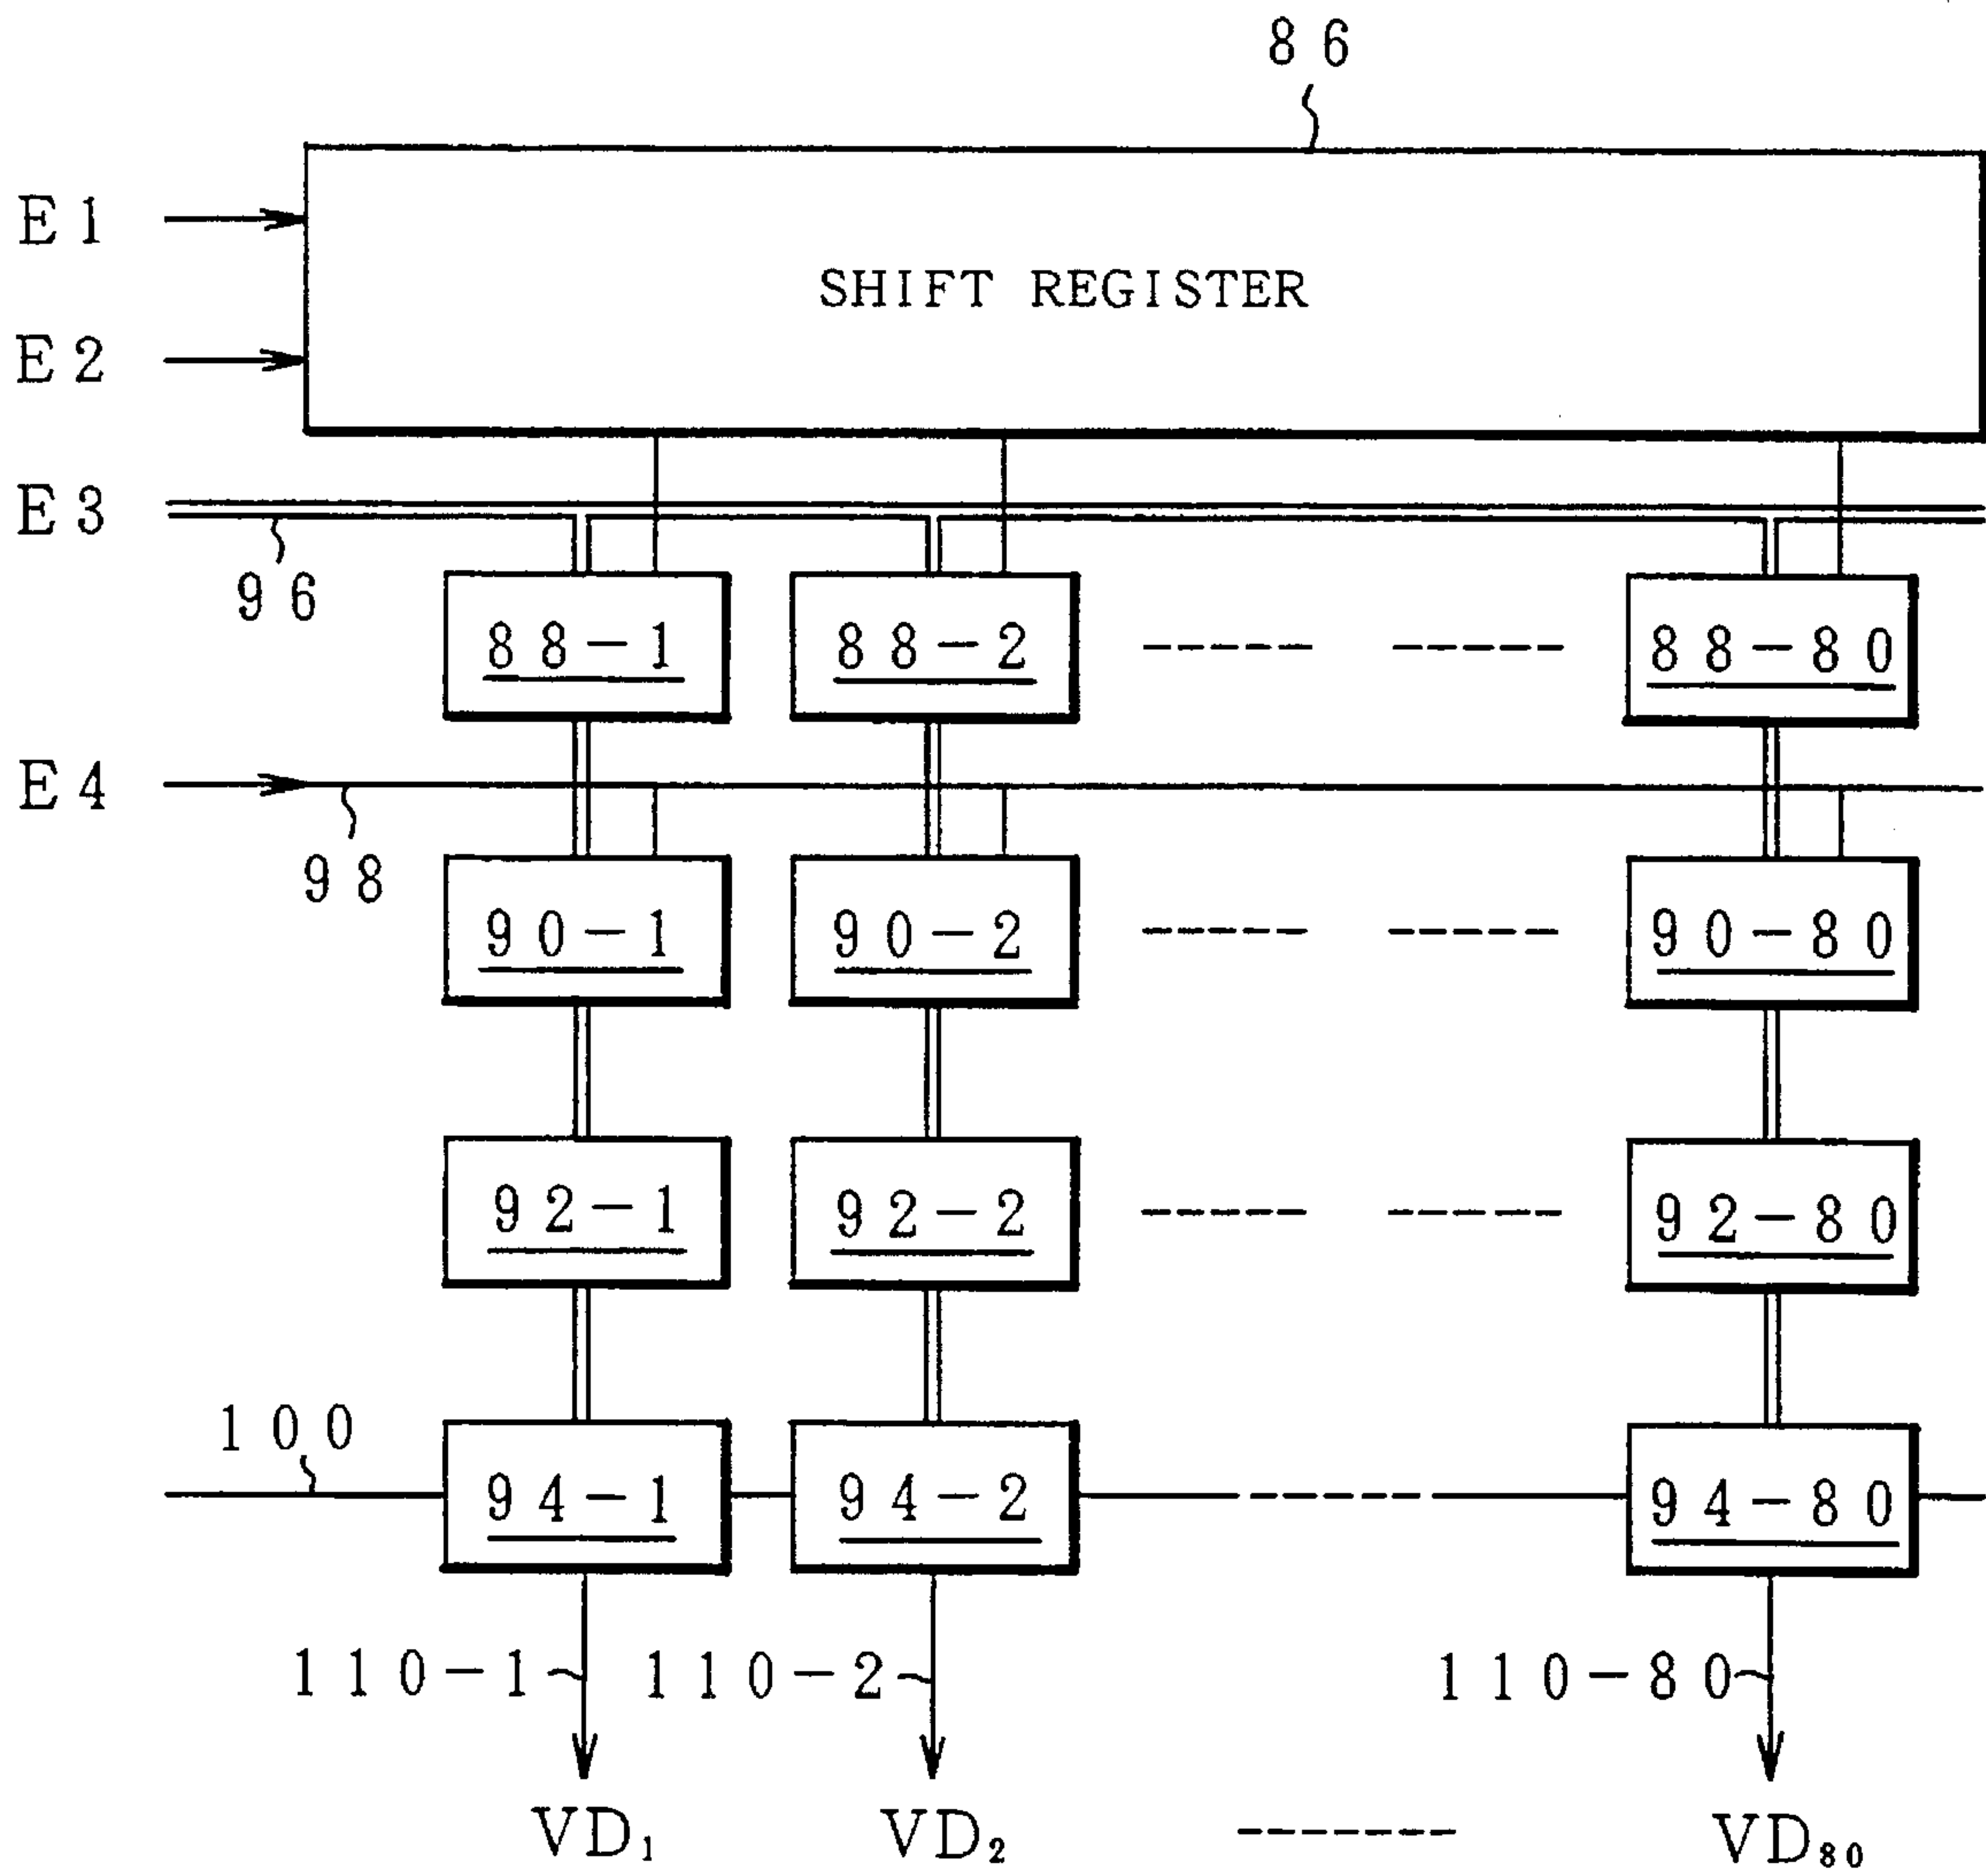 86
E1
SHIFT REGISTER
E2
E3
96
88-1 88-2 88-80
E4
98
90-1 90-2 90-80
92-1 92-2 92-80
100
94-1 94-2 94-80
110-1 110-2 110-80
VD₁ VD₂ VD₈₀